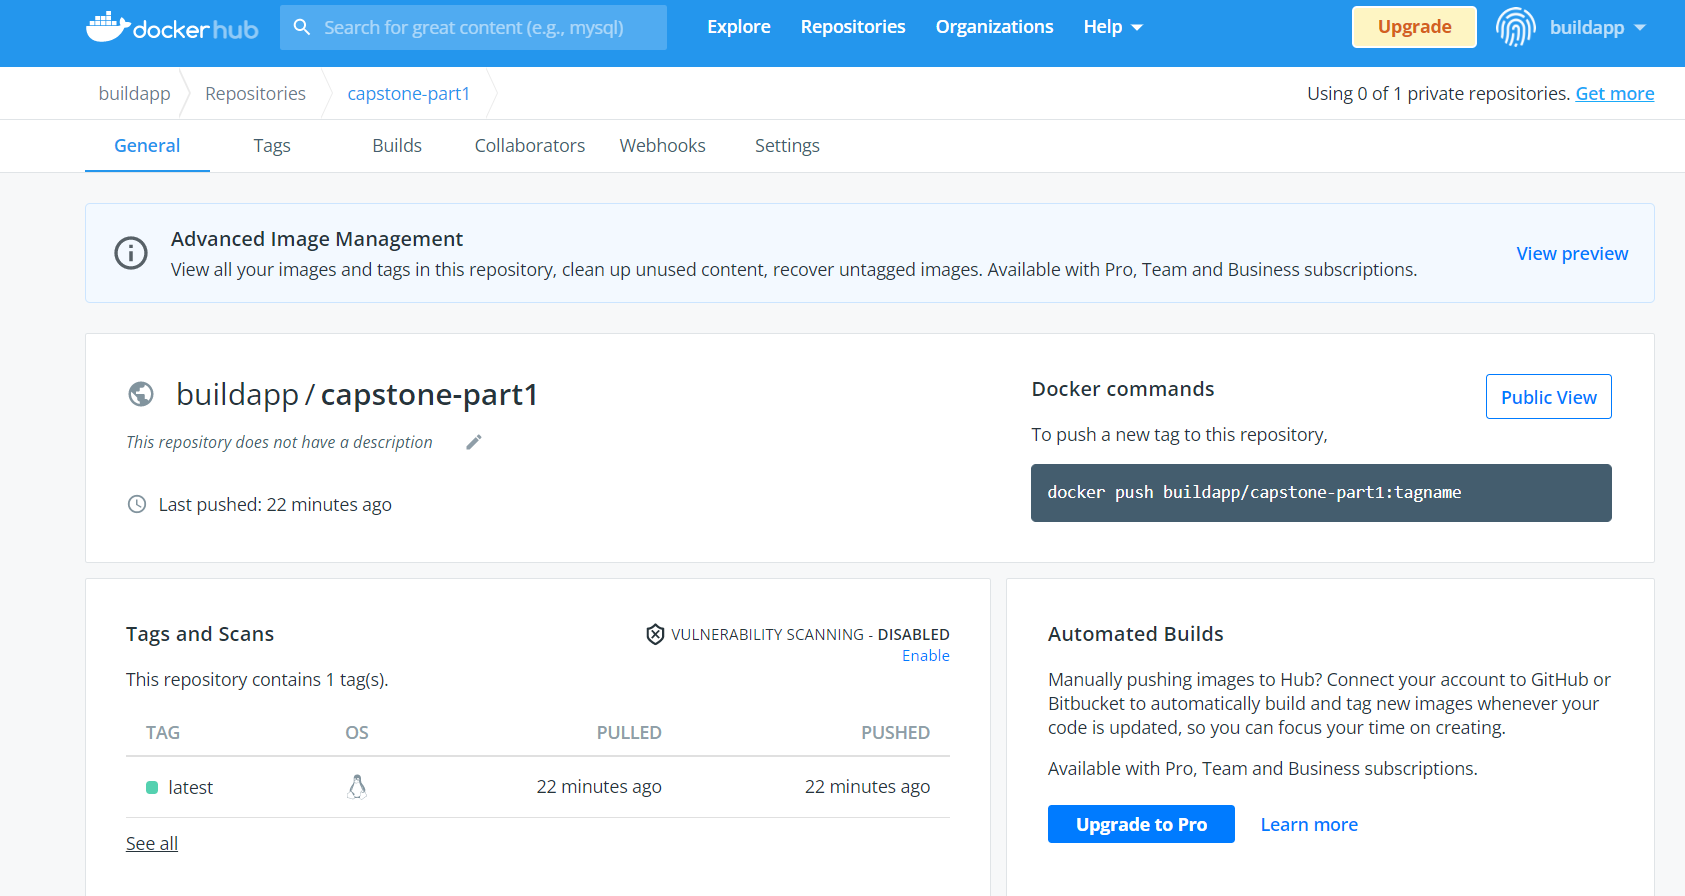 docker hub
Search for great content (e.g., mysql)
Explore
Repositories
Organizations
Help
Upgrade
buildapp
buildapp
Repositories
capstone-part1
Using 0 of 1 private repositories. Get more
General
Tags
Builds
Collaborators
Webhooks
Settings
Advanced Image Management
View all your images and tags in this repository, clean up unused content, recover untagged images. Available with Pro, Team and Business subscriptions.
View preview
buildapp / capstone-part1
This repository does not have a description
Last pushed: 22 minutes ago
Docker commands
Public View
To push a new tag to this repository,
docker push buildapp/capstone-part1:tagname
Tags and Scans
VULNERABILITY SCANNING - DISABLED
Enable
This repository contains 1 tag(s).
TAG OS PULLED PUSHED
latest 22 minutes ago 22 minutes ago
See all
Automated Builds
Manually pushing images to Hub? Connect your account to GitHub or
Bitbucket to automatically build and tag new images whenever your
code is updated, so you can focus your time on creating.
Available with Pro, Team and Business subscriptions.
Upgrade to Pro
Learn more